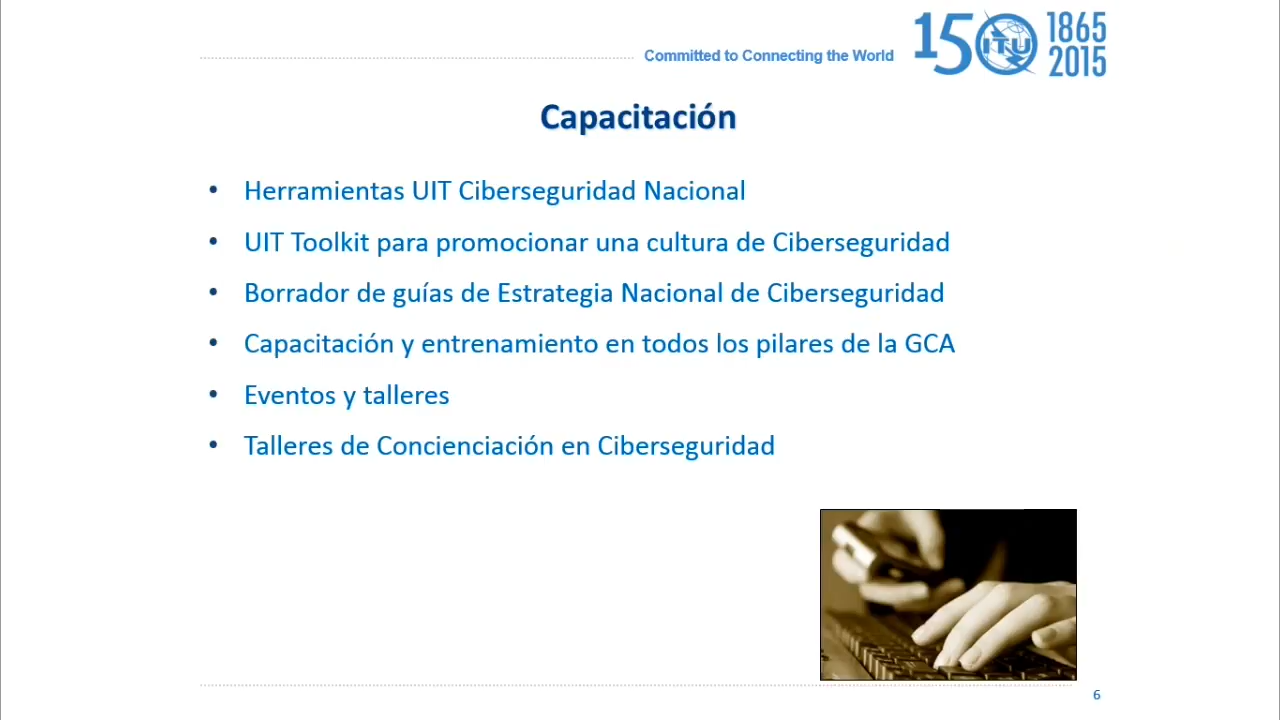 Committed to Connecting the World
150 ITU 1865
2015
Capacitación
• Herramientas UIT Ciberseguridad Nacional
• UIT Toolkit para promocionar una cultura de Ciberseguridad
• Borrador de guías de Estrategia Nacional de Ciberseguridad
• Capacitación y entrenamiento en todos los pilares de la GCA
• Eventos y talleres
• Talleres de Concienciación en Ciberseguridad
6